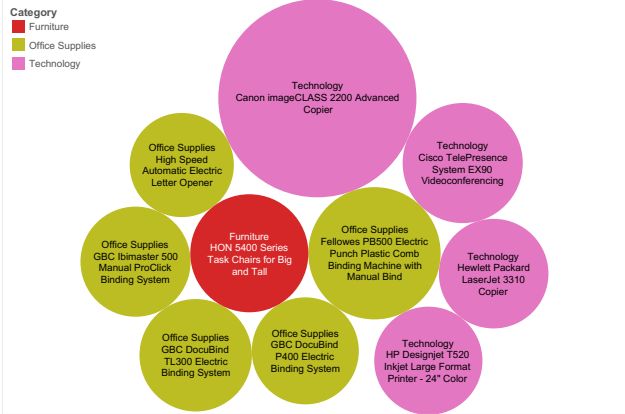 Category
Furniture
Office Supplies
Technology
Technology
Canon imageCLASS 2200 Advanced
Copier
Office Supplies
High Speed
Automatic Electric
Letter Opener
Technology
Cisco TelePresence
System EX90
Videoconferencing
Office Supplies
GBC Ibimaster 500
Manual ProClick
Binding System
Furniture
HON 5400 Series
Task Chairs for Big
and Tall
Office Supplies
Fellowes PB500 Electric
Punch Plastic Comb
Binding Machine with
Manual Bind
Technology
Hewlett Packard
LaserJet 3310
Copier
Office Supplies
GBC DocuBind
TL300 Electric
Binding System
Office Supplies
GBC DocuBind
P400 Electric
Binding System
Technology
HP Designjet T520
Inkjet Large Format
Printer - 24" Color